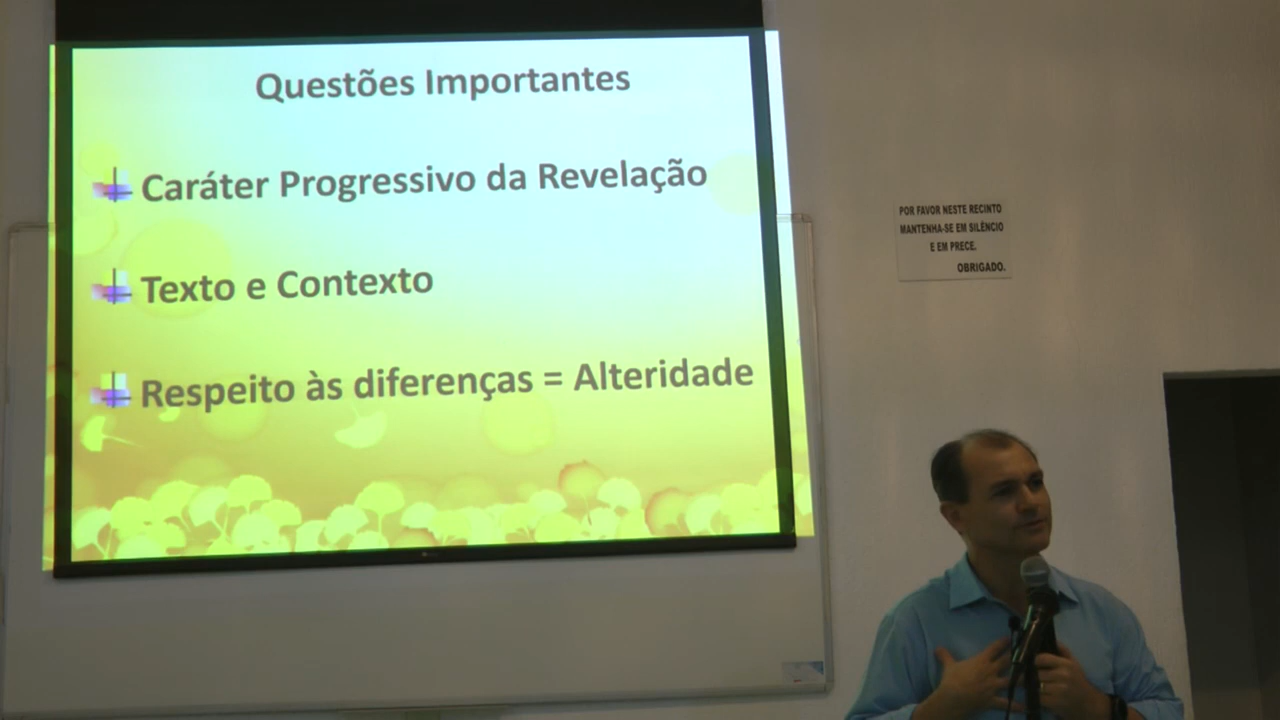 Questões Importantes
Caráter Progressivo da Revelação
Texto e Contexto
Respeito às diferenças = Alteridade
POR FAVOR NESTE RECINTO
MANTENHA-SE EM SILÊNCIO
E EM PRECE.
OBRIGADO.